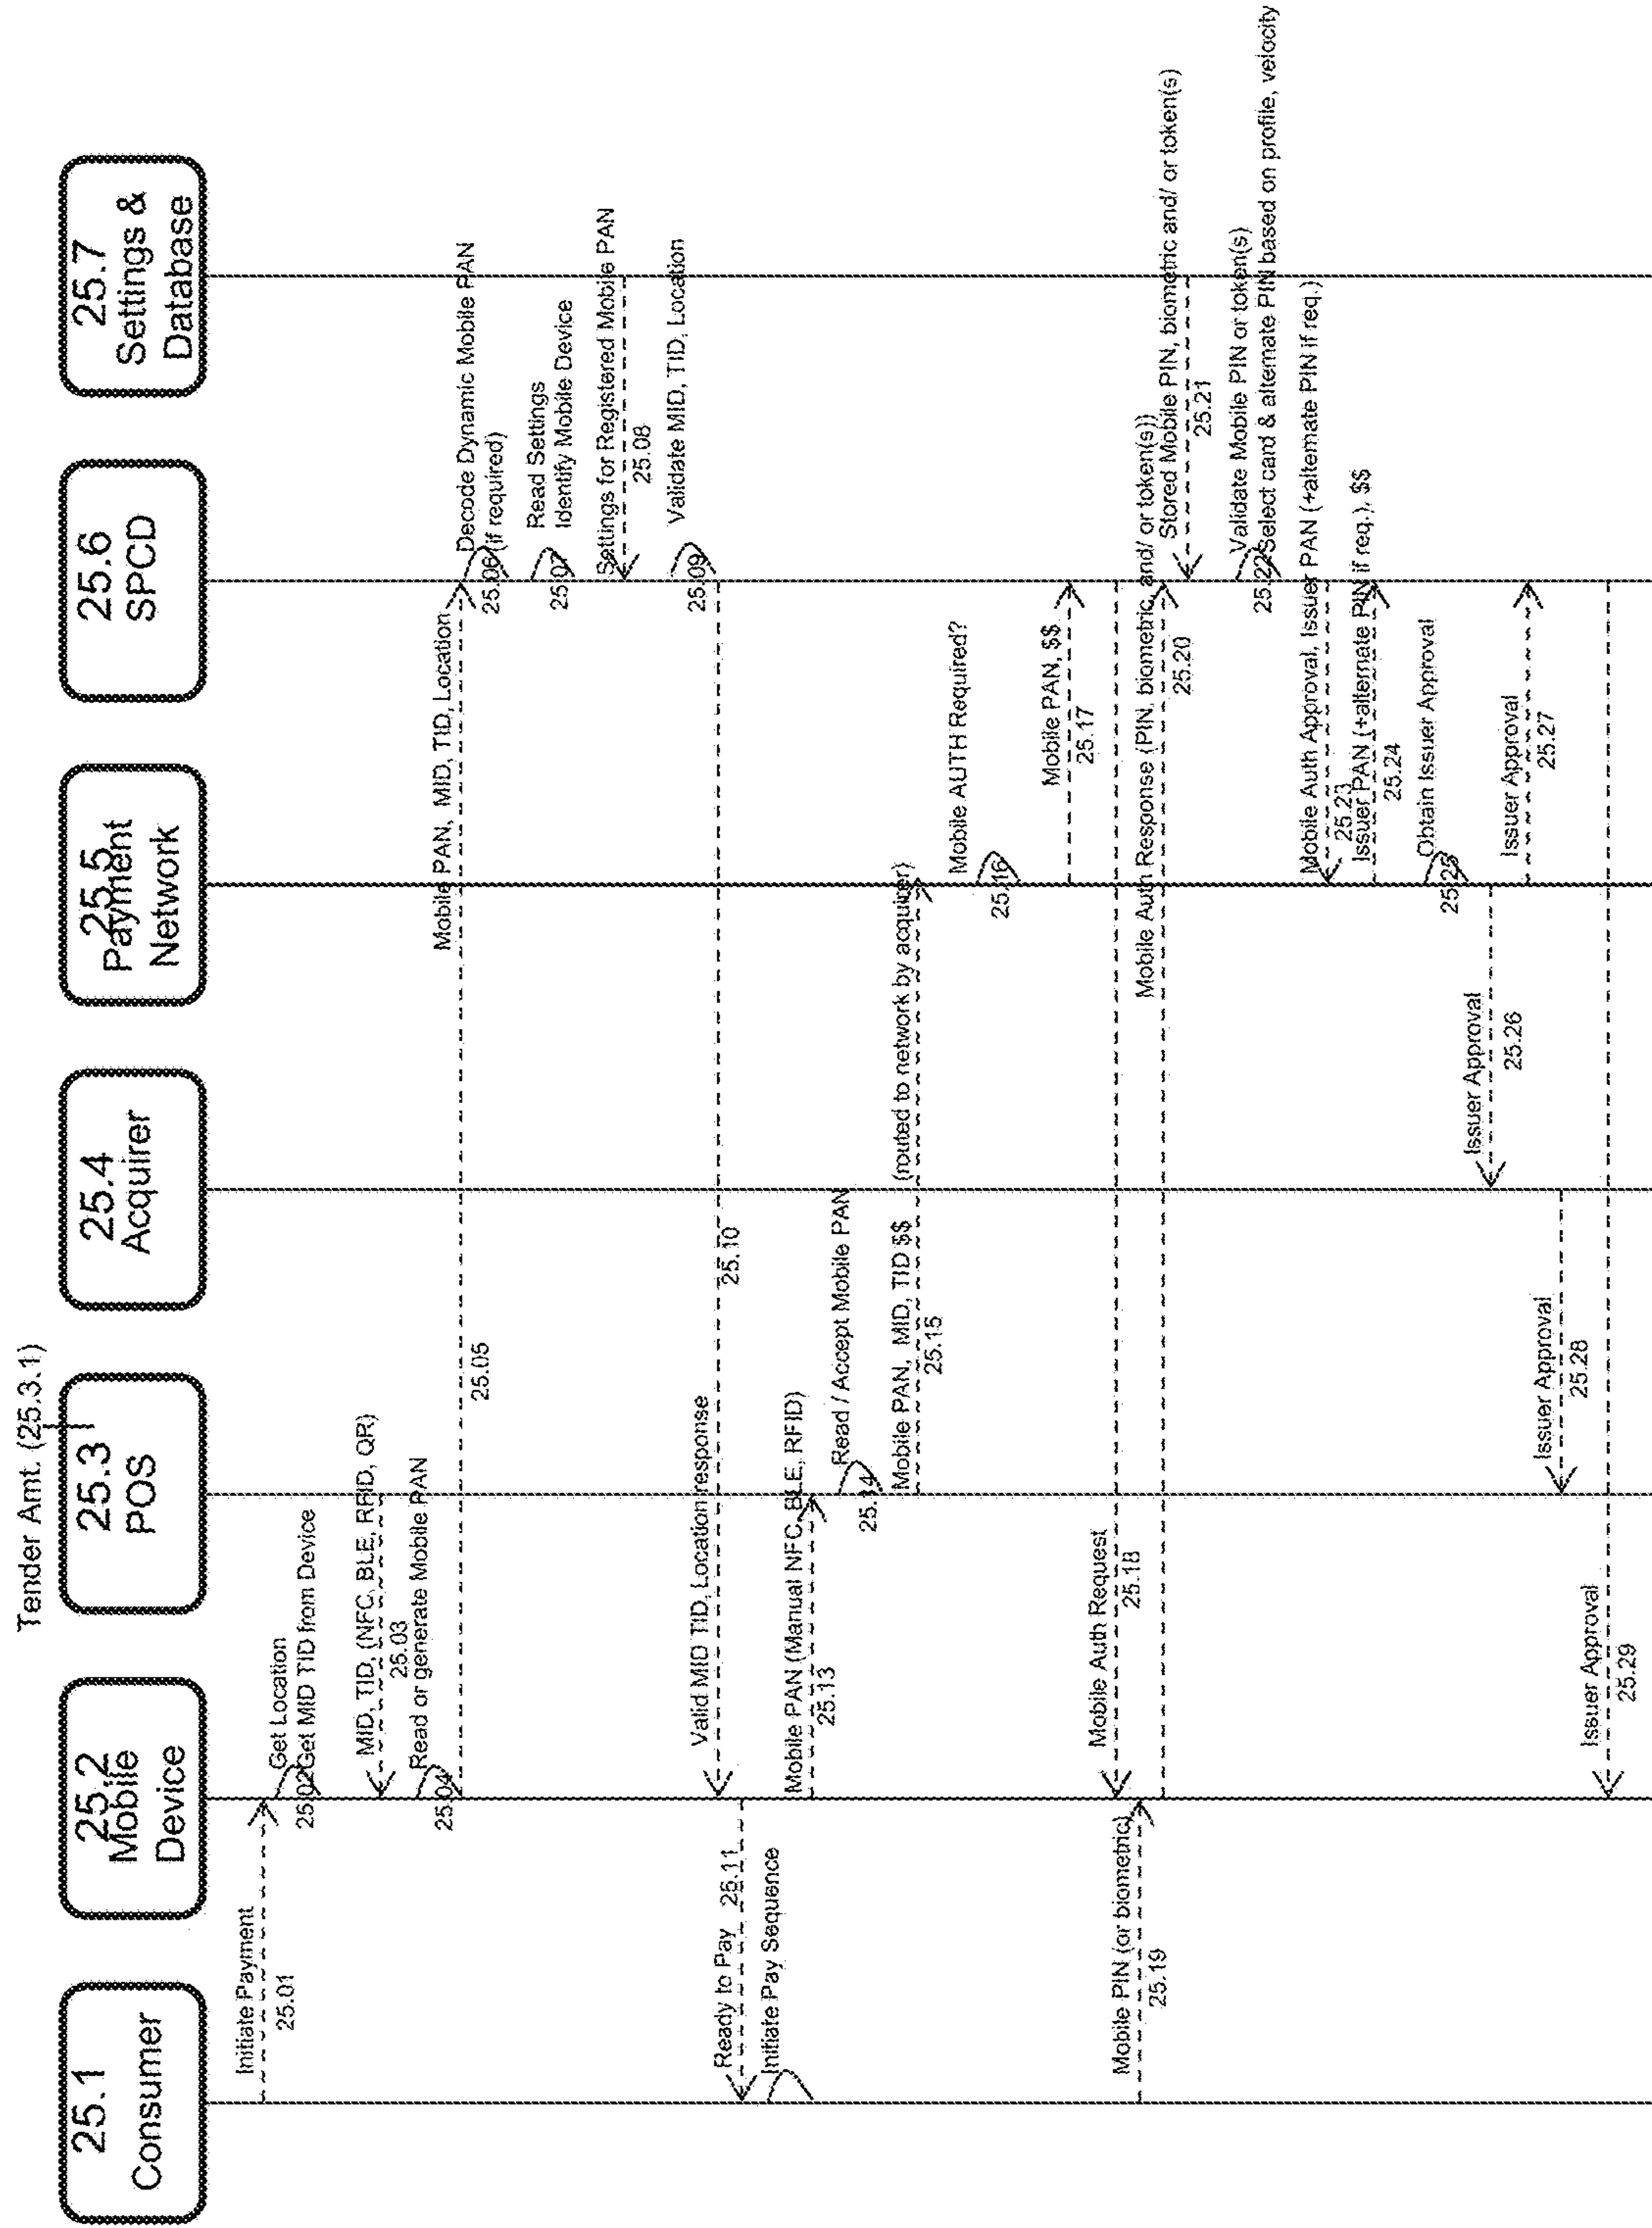 Tender Amt. (25.3.1)
25.1
Consumer
25.2
Mobile
Device
25.3
POS
25.4
Acquirer
25.5
Payment
Network
25.6
SPCD
25.7
Settings &
Database
Initiate Payment
25.01
Get Location
25.02 Get MID TID from Device
MID, TID, (NFC, BLE, RFID, QR)
25.03
Read or generate Mobile PAN
25.04
Mobile PAN, MID, TID, Location
25.05
Decode Dynamic Mobile PAN
25.06 (if required)
Read Settings
25.07 Identify Mobile Device
Settings for Registered Mobile PAN
25.08
Validate MID, TID, Location
25.09
Valid MID TID, Location response
25.10
Ready to Pay 25.11
Initiate Pay Sequence
Mobile PAN (Manual NFC, BLE, RFID)
25.13
Read / Accept Mobile PAN
25.14
Mobile PAN, MID, TID $$ (routed to network by acquirer)
25.15
Mobile AUTH Required?
25.16
Mobile PAN, $$
25.17
Mobile Auth Request
25.18
Mobile PIN (or biometric)
25.19
Mobile Auth Response (PIN, biometric, and/ or token(s))
25.20
Stored Mobile PIN, biometric and/ or token(s)
25.21
Validate Mobile PIN or token(s)
25.22 Select card & alternate PIN based on profile, velocity
Mobile Auth Approval, Issuer PAN (+alternate PIN if req.)
25.23
Issuer PAN (+alternate PIN if req.), $$
25.24
Obtain Issuer Approval
25.25
Issuer Approval
25.26
Issuer Approval
25.27
Issuer Approval
25.28
Issuer Approval
25.29